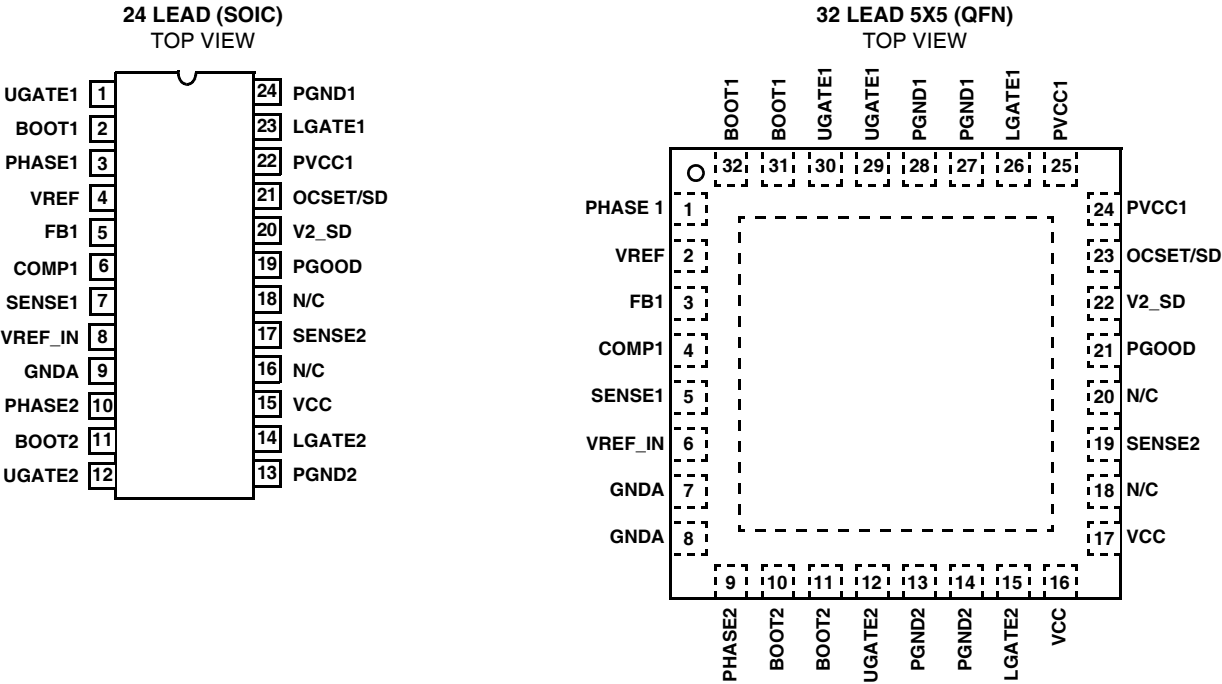 24 LEAD (SOIC)
TOP VIEW
UGATE1 1
BOOT1 2
PHASE1 3
VREF 4
FB1 5
COMP1 6
SENSE1 7
VREF_IN 8
GNDA 9
PHASE2 10
BOOT2 11
UGATE2 12
24 PGND1
23 LGATE1
22 PVCC1
21 OCSET/SD
20 V2_SD
19 PGOOD
18 N/C
17 SENSE2
16 N/C
15 VCC
14 LGATE2
13 PGND2
32 LEAD 5X5 (QFN)
TOP VIEW
BOOT1 32
BOOT1 31
UGATE1 30
UGATE1 29
PGND1 28
PGND1 27
LGATE1 26
PVCC1 25
PHASE 1 1
VREF 2
FB1 3
COMP1 4
SENSE1 5
VREF_IN 6
GNDA 7
GNDA 8
24 PVCC1
23 OCSET/SD
22 V2_SD
21 PGOOD
20 N/C
19 SENSE2
18 N/C
17 VCC
9 PHASE2
10 BOOT2
11 BOOT2
12 UGATE2
13 PGND2
14 PGND2
15 LGATE2
16 VCC